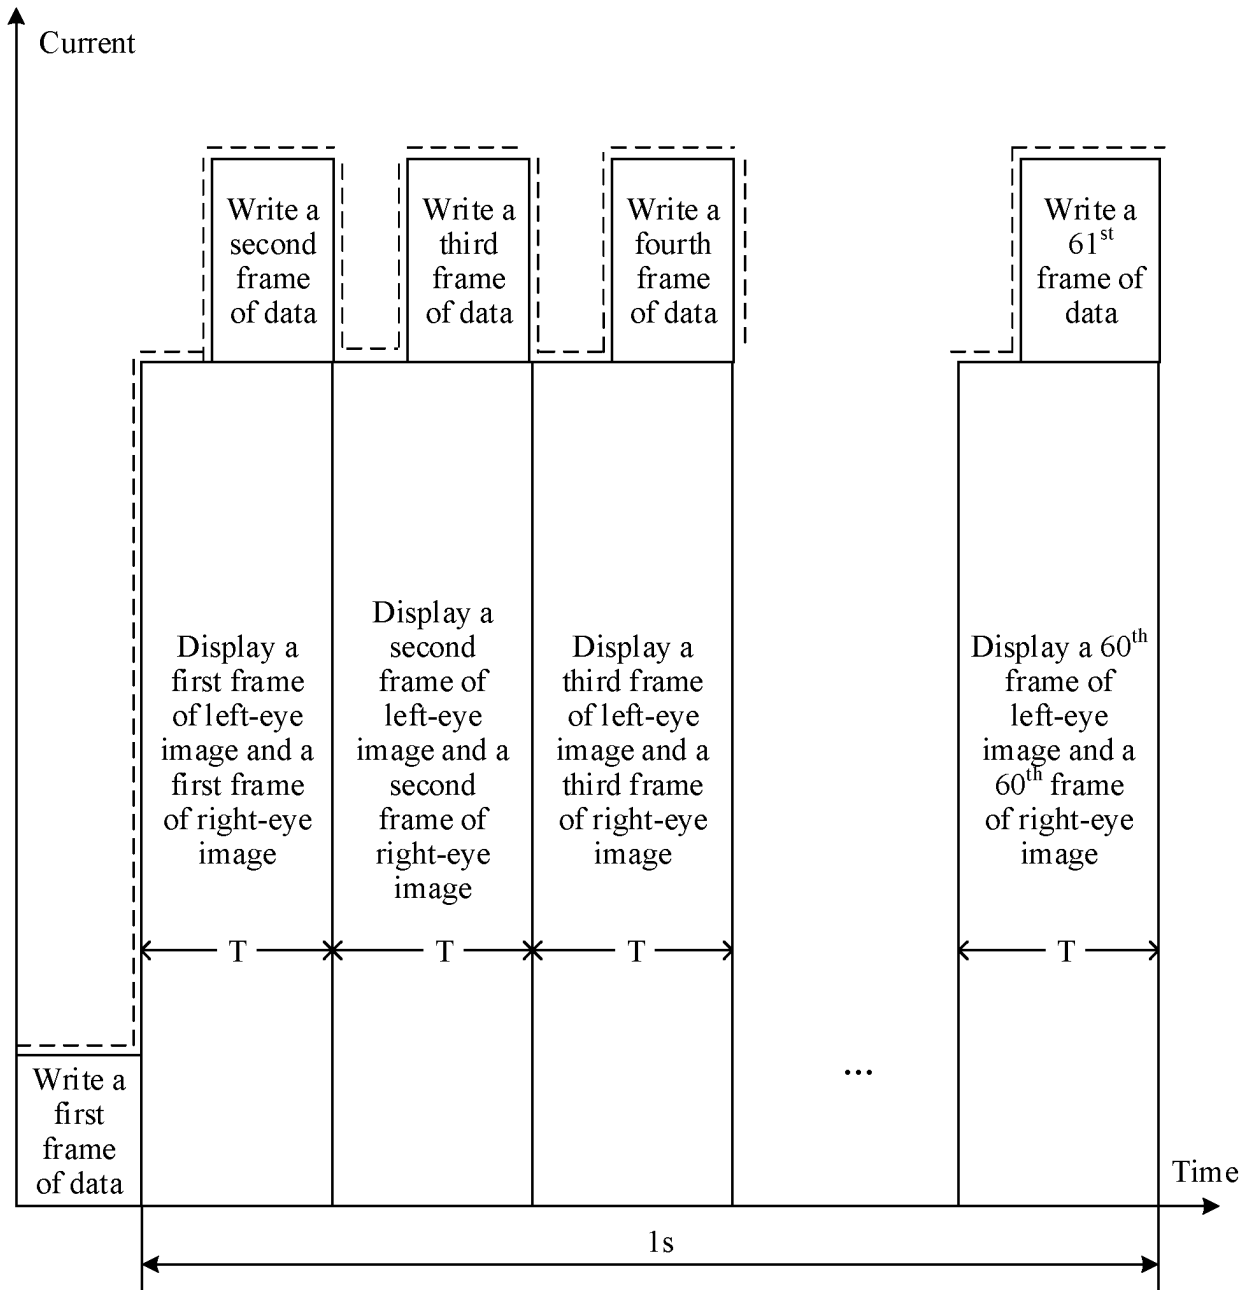 Current
Write a
second
frame
of data
Write a
third
frame
of data
Write a
fourth
frame
of data
Write a
61st
frame of
data
Display a
first frame
of left-eye
image and a
first frame
of right-eye
image
Display a
second
frame of
left-eye
image and a
second
frame of
right-eye
image
Display a
third frame
of left-eye
image and a
third frame
of right-eye
image
Display a 60th
frame of
left-eye
image and a
60th frame
of right-eye
image
T
T
T
T
Write a
first
frame
of data
...
Time
1s